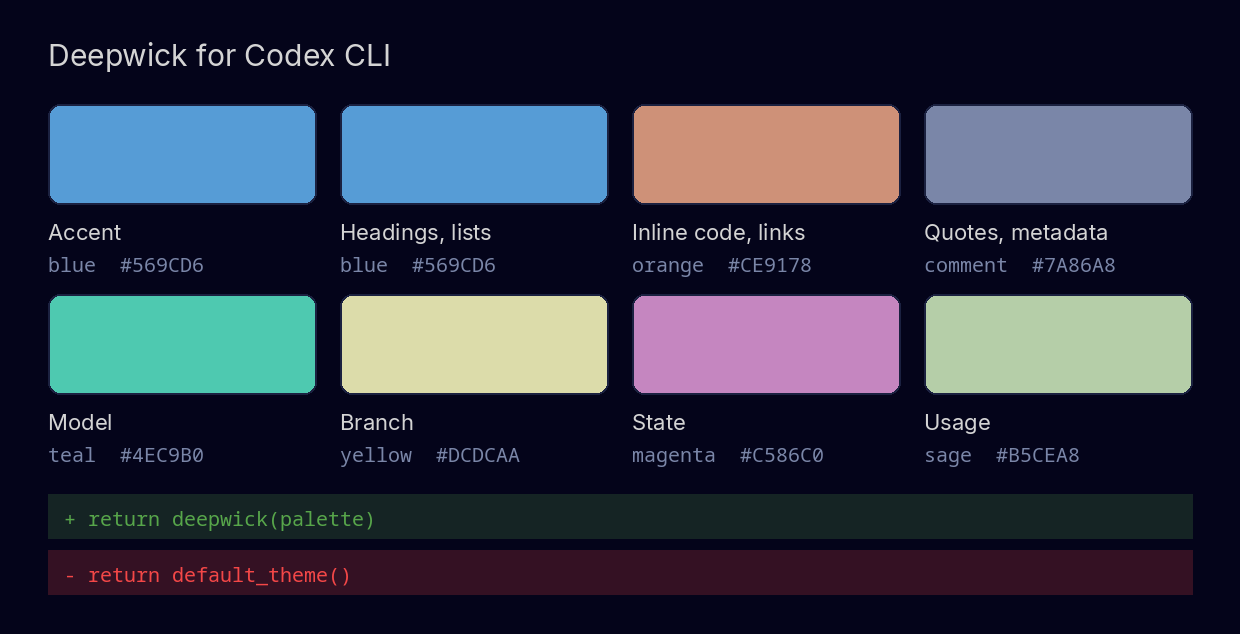 Deepwick for Codex CLI
Accent
blue #569CD6
Headings, lists
blue #569CD6
Inline code, links
orange #CE9178
Quotes, metadata
comment #7A86A8
Model
teal #4EC9B0
Branch
yellow #DCDCAA
State
magenta #C586C0
Usage
sage #B5CEA8
+ return deepwick(palette)
- return default_theme()